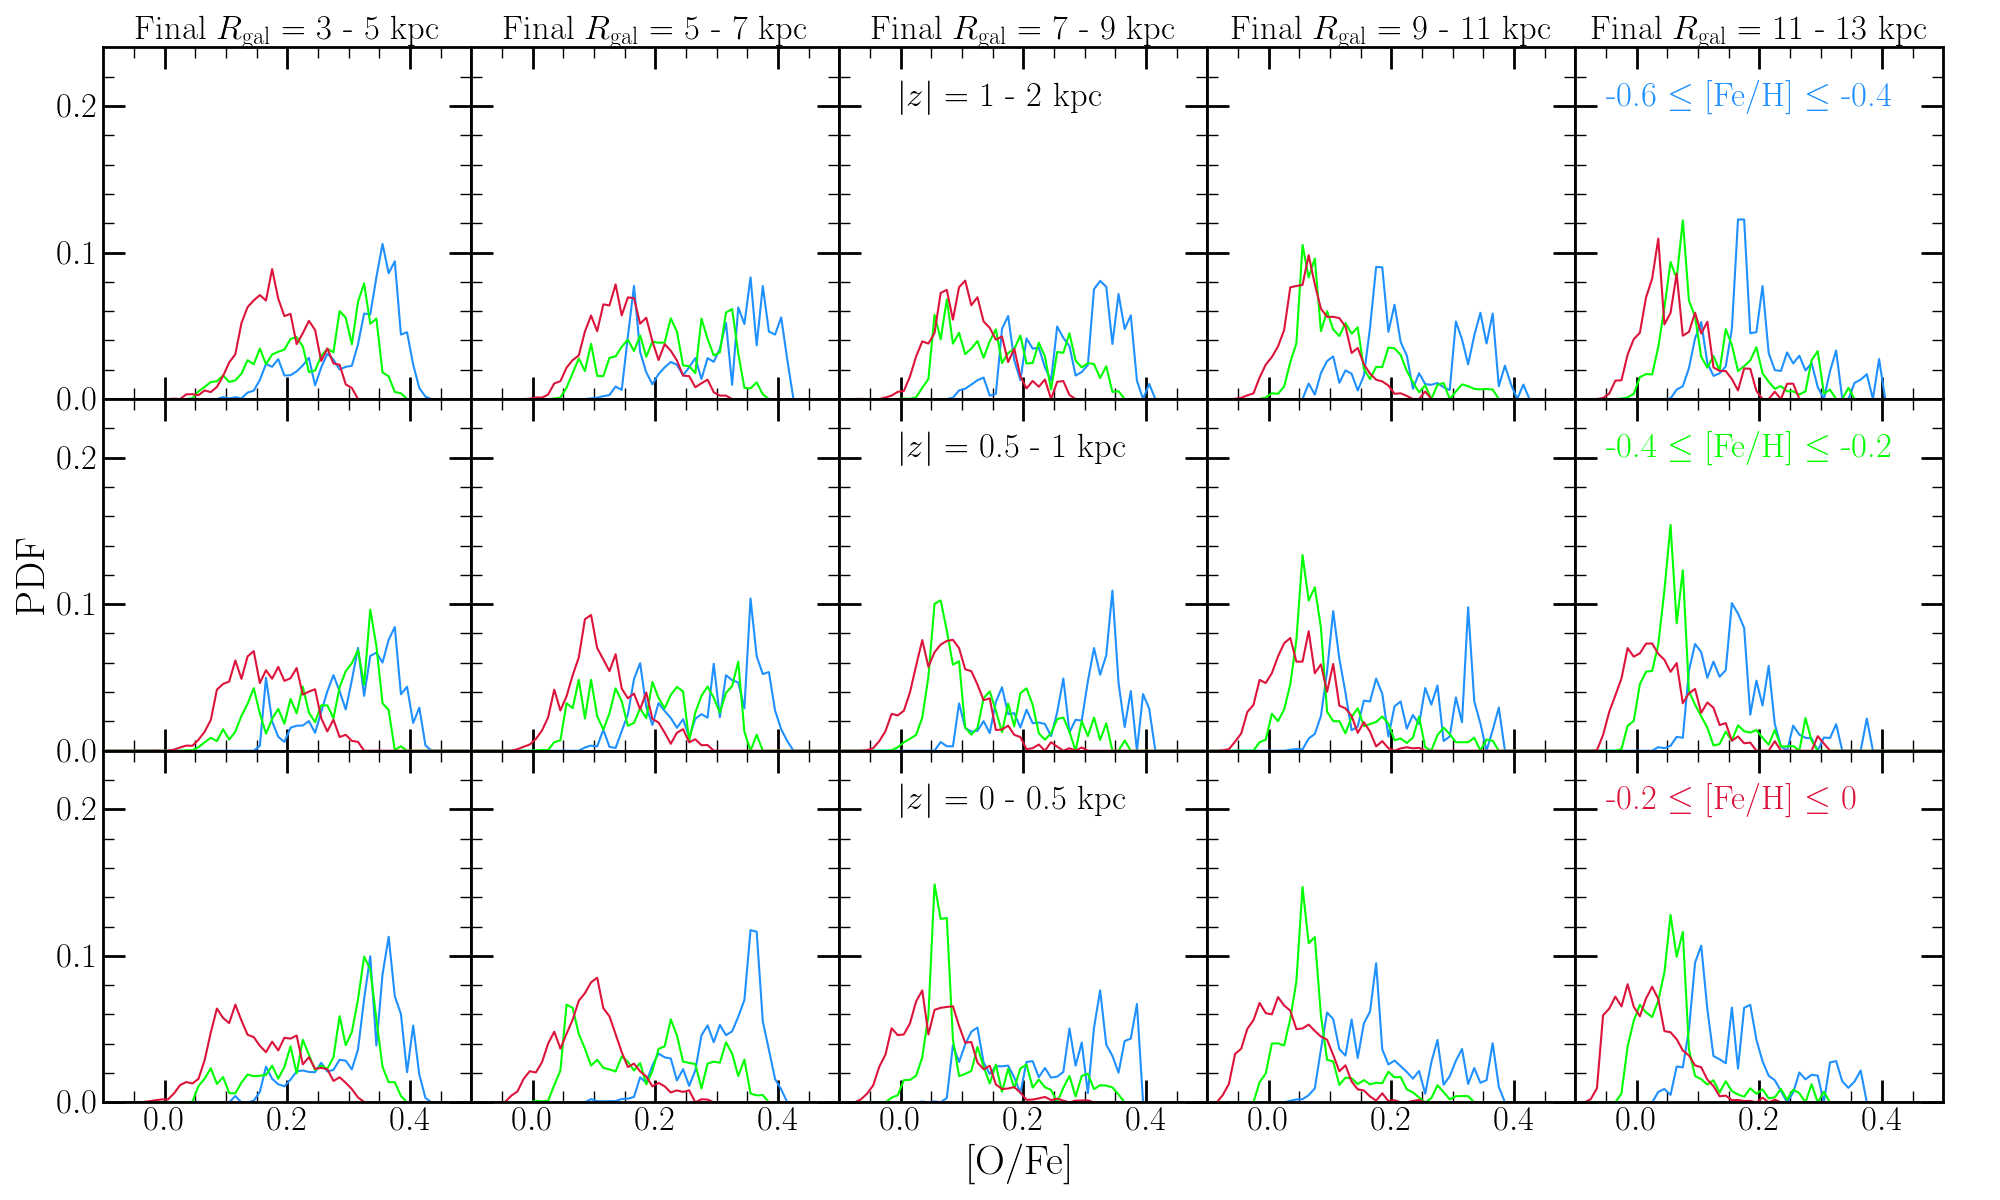 Final R_gal = 3 - 5 kpc
Final R_gal = 5 - 7 kpc
Final R_gal = 7 - 9 kpc
Final R_gal = 9 - 11 kpc
Final R_gal = 11 - 13 kpc
|z| = 1 - 2 kpc
-0.6 ≤ [Fe/H] ≤ -0.4
0.2
0.1
0.0
|z| = 0.5 - 1 kpc
-0.4 ≤ [Fe/H] ≤ -0.2
0.2
0.1
0.0
PDF
|z| = 0 - 0.5 kpc
-0.2 ≤ [Fe/H] ≤ 0
0.2
0.1
0.0
0.0 0.2 0.4 0.0 0.2 0.4 0.0 0.2 0.4 0.0 0.2 0.4 0.0 0.2 0.4
[O/Fe]